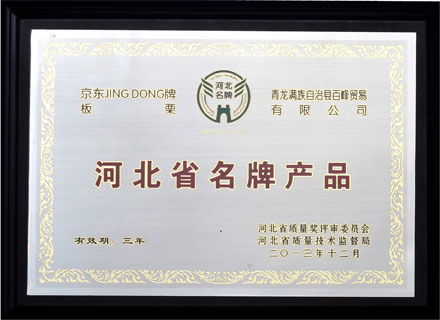 京东JING DONG牌
板栗
河北
名牌
青龙满族自治县百峰贸易
有限公司
河北省名牌产品
有效期：三年
河北省质量奖评审委员会
河北省质量技术监督局
二〇一三年十二月